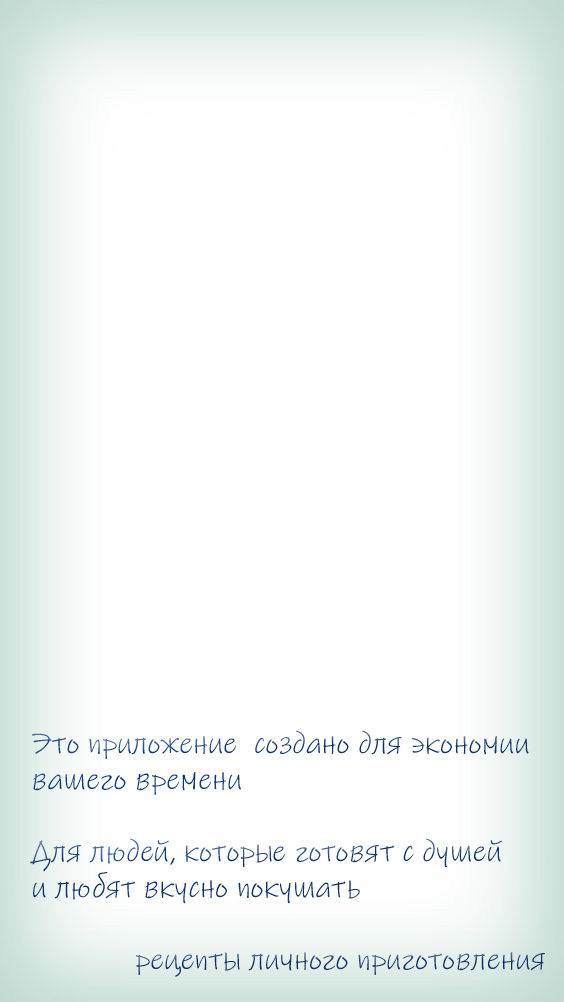 Это приложение создано для экономии
вашего времени
Для людей, которые готовят с душей
и любят вкусно покушать
рецепты личного приготовления